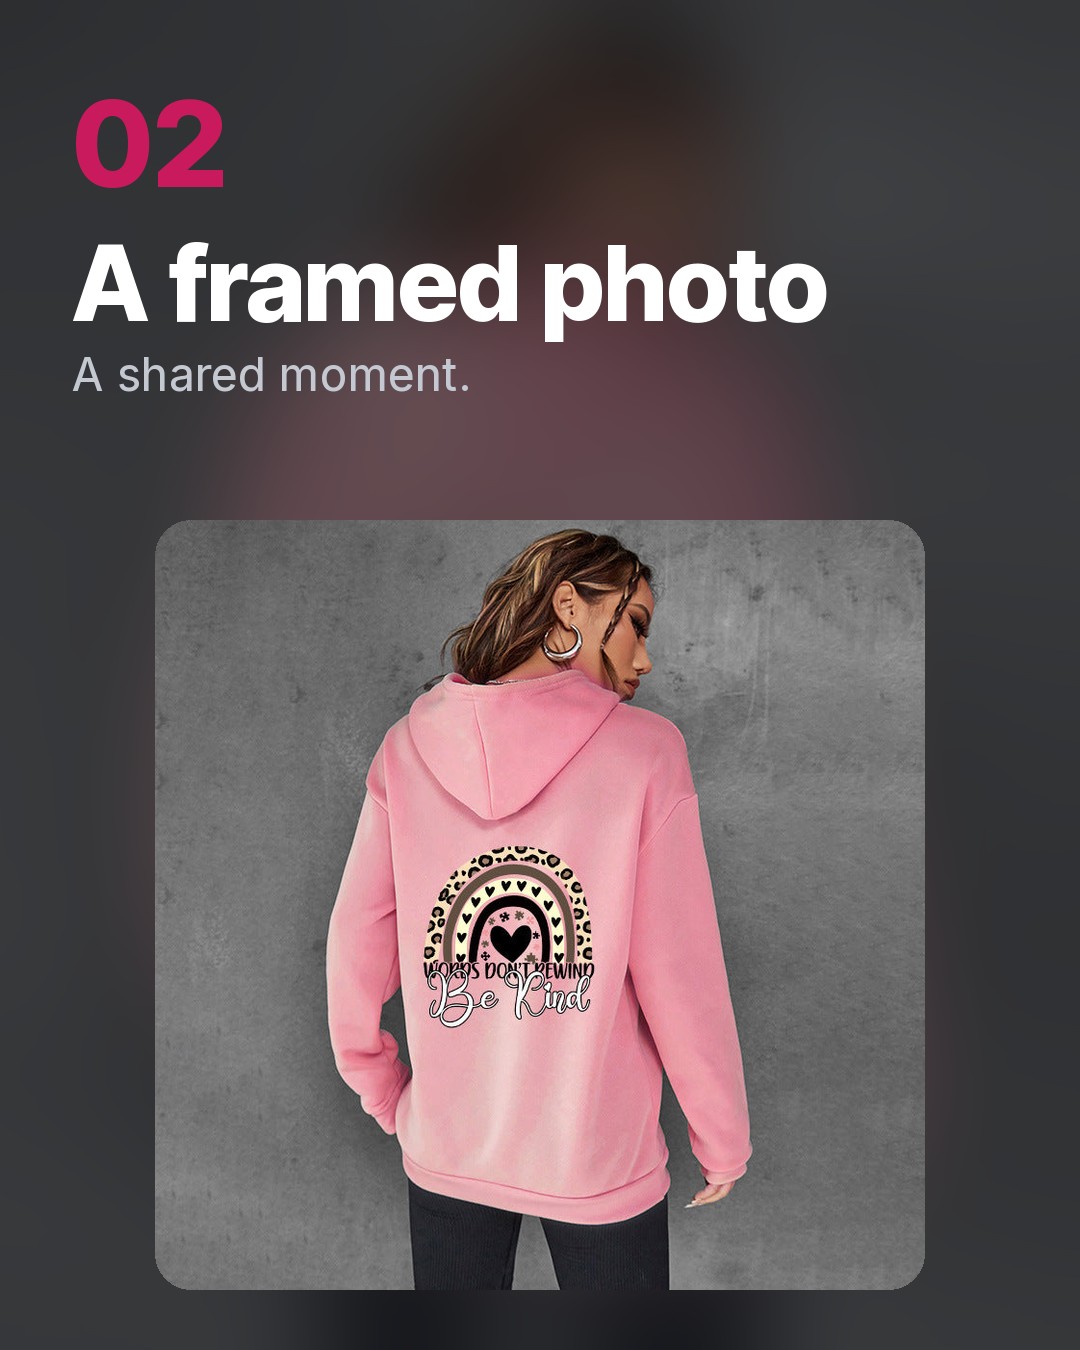 02
A framed photo
A shared moment.
WORDS DON'T REWIND
Be Kind